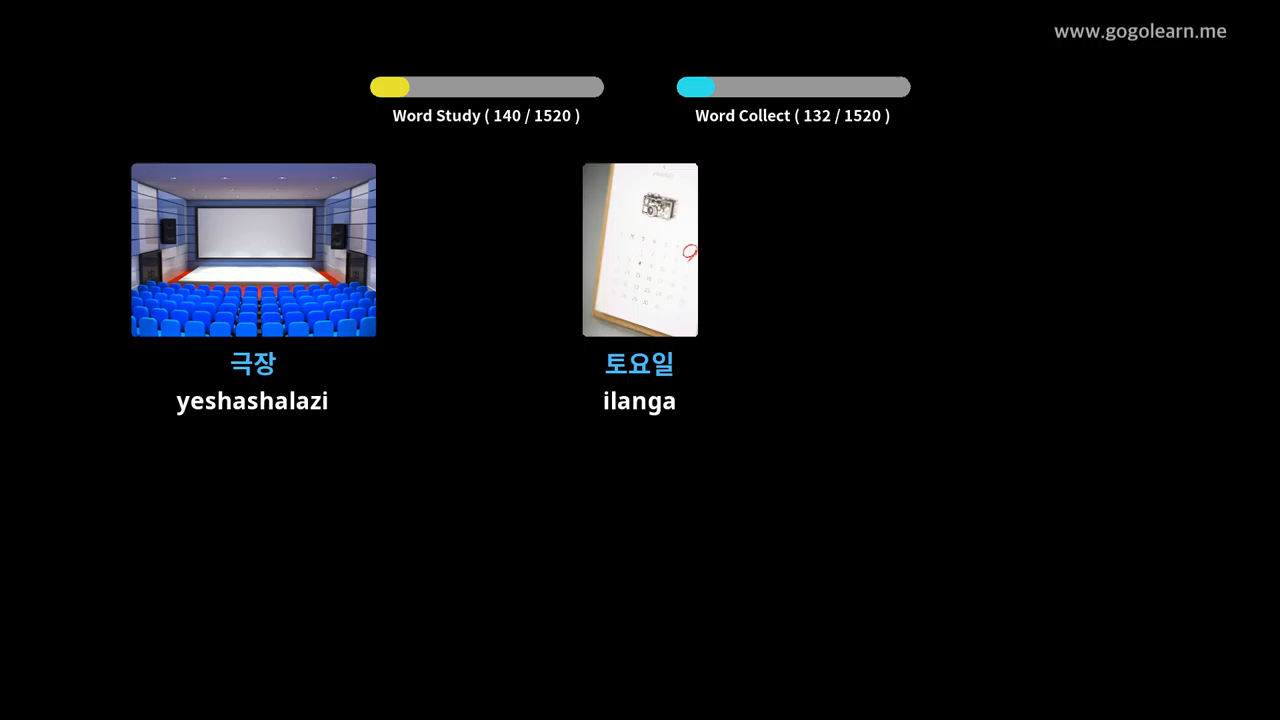 www.gogolearn.me
Word Study ( 140 / 1520 )
Word Collect ( 132 / 1520 )
극장
yeshashalazi
토요일
ilanga